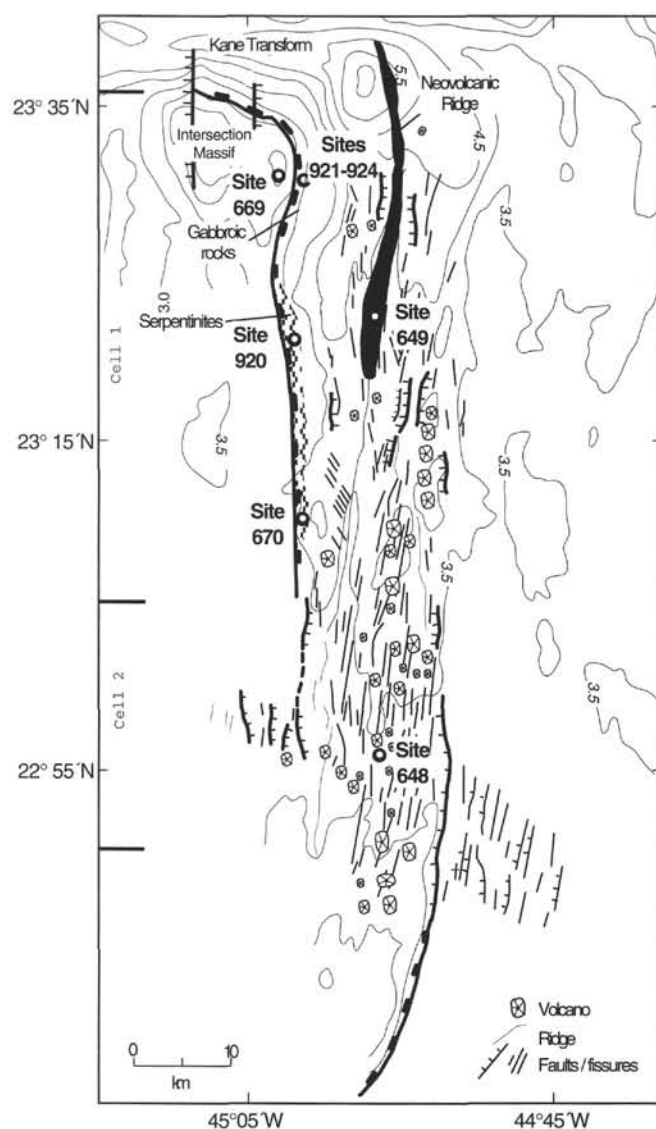 Kane Transform
23° 35´N
5.5
Neovolcanic
Ridge
4.5
Intersection
Massif
Sites
921-924
Site
669
3.5
Gabbroic
rocks
3.0
Serpentinites
Site
649
Cell 1
Site
920
3.5
23° 15´N
3.5
Site
670
3.5
Cell 2
3.5
22° 55´N
Site
648
Volcano
Ridge
Faults / fissures
0 10
km
45°05´W 44°45´W